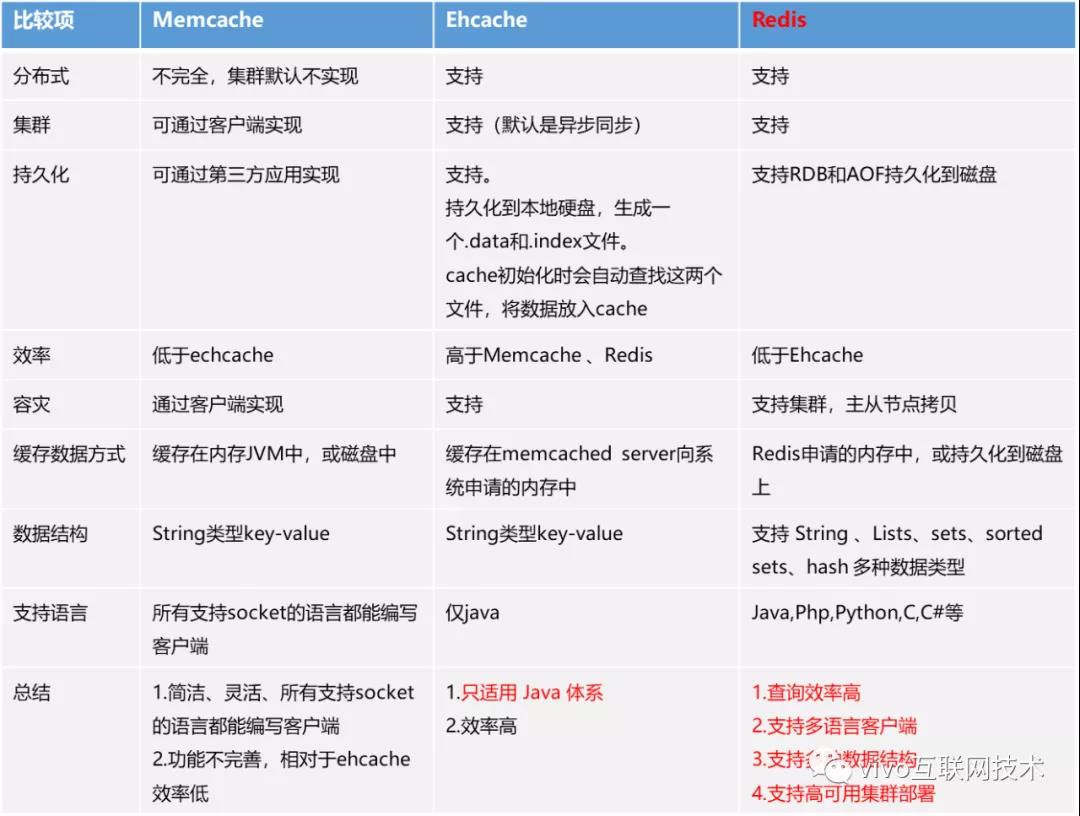 比较项 Memcache Ehcache Redis
分布式 不完全，集群默认不实现 支持 支持
集群 可通过客户端实现 支持（默认是异步同步） 支持
持久化 可通过第三方应用实现 支持。 支持RDB和AOF持久化到磁盘
持久化到本地硬盘，生成一
个.data和.index文件。
cache初始化时会自动查找这两个
文件，将数据放入cache
效率 低于echcache 高于Memcache 、Redis 低于Ehcache
容灾 通过客户端实现 支持 支持集群，主从节点拷贝
缓存数据方式 缓存在内存JVM中，或磁盘中 缓存在memcached server向系 Redis申请的内存中，或持久化到磁盘
统申请的内存中 上
数据结构 String类型key-value String类型key-value 支持 String 、Lists、sets、sorted
sets、hash 多种数据类型
支持语言 所有支持socket的语言都能编写 仅java Java,Php,Python,C,C#等
客户端
总结 1.简洁、灵活、所有支持socket 1.只适用 Java 体系 1.查询效率高
的语言都能编写客户端 2.效率高 2.支持多语言客户端
2.功能不完善，相对于ehcache 3.支持 数据结构
vivo互联网技术
效率低 4.支持高可用集群部署